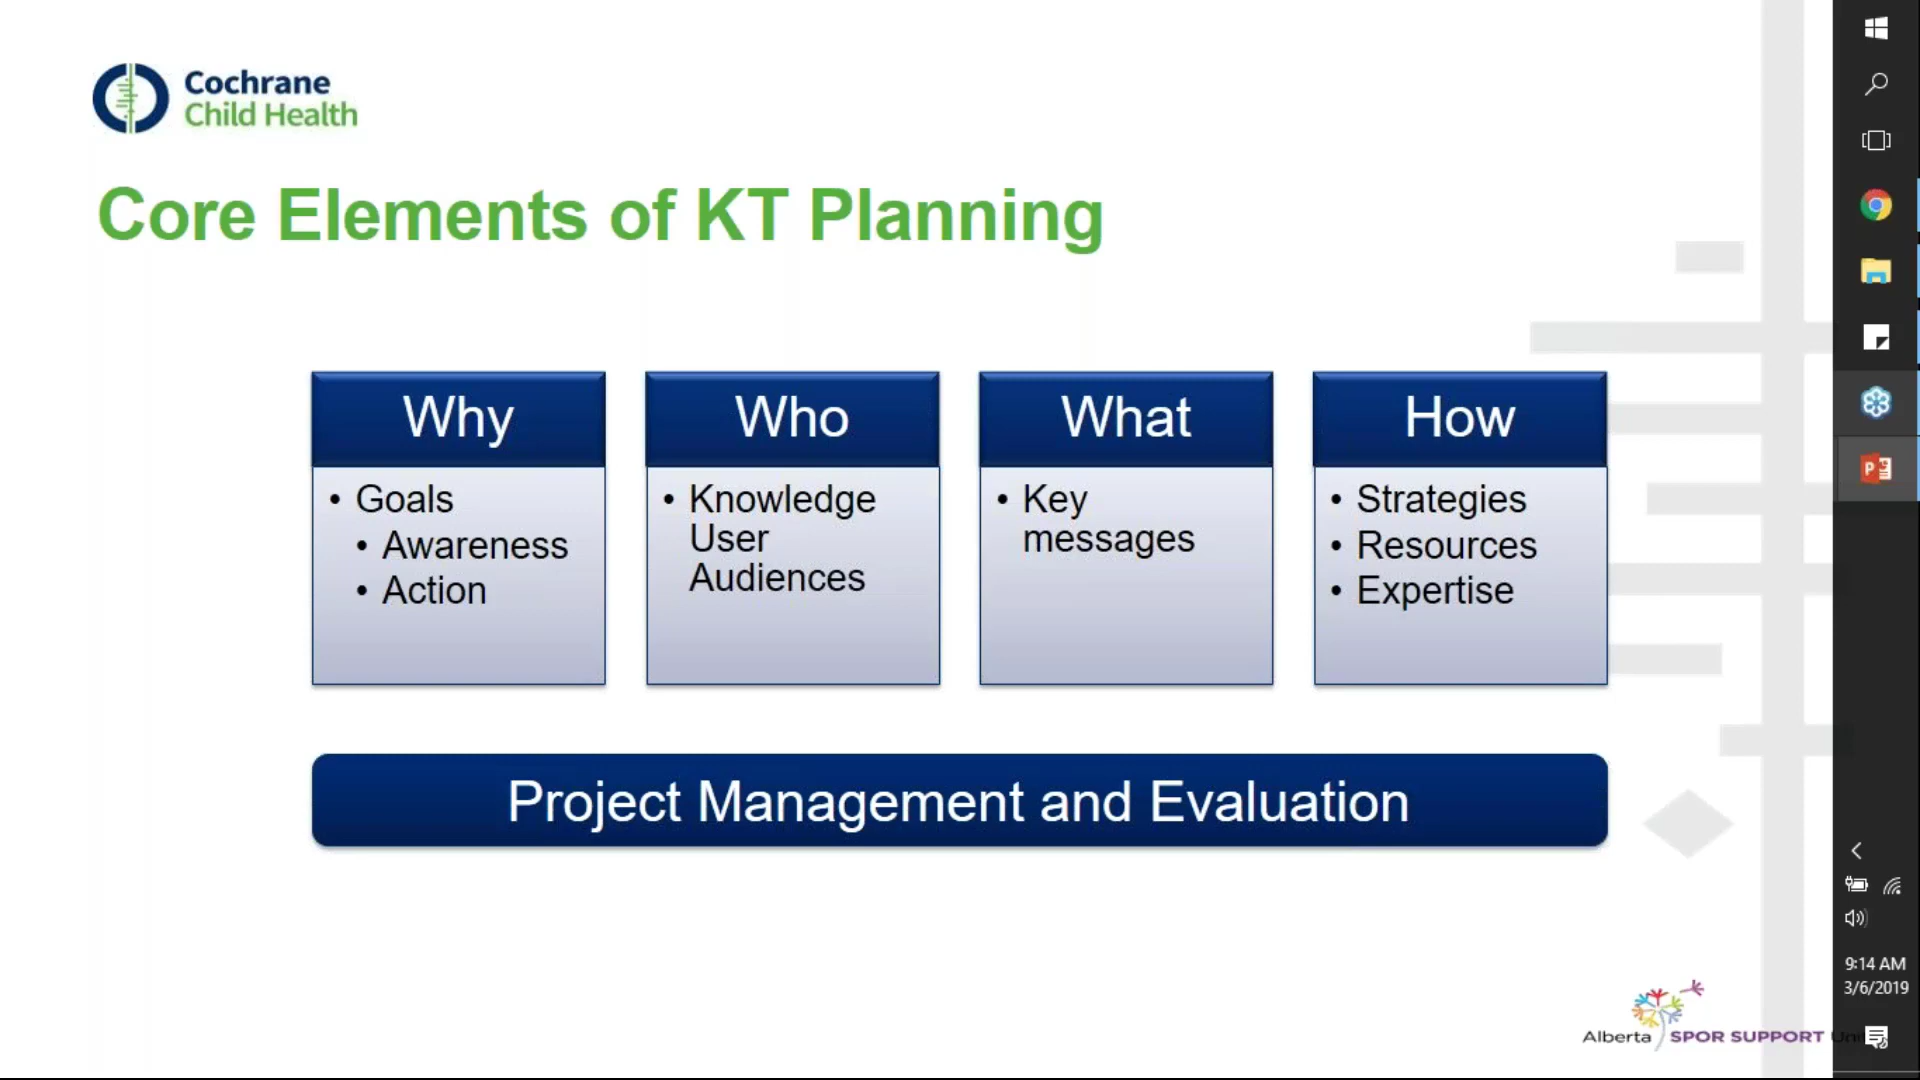 Cochrane
Child Health
Core Elements of KT Planning
Why
• Goals
• Awareness
• Action
Who
• Knowledge
User
Audiences
What
• Key
messages
How
• Strategies
• Resources
• Expertise
Project Management and Evaluation
9:14 AM
3/6/2019
Alberta SPOR SUPPORT